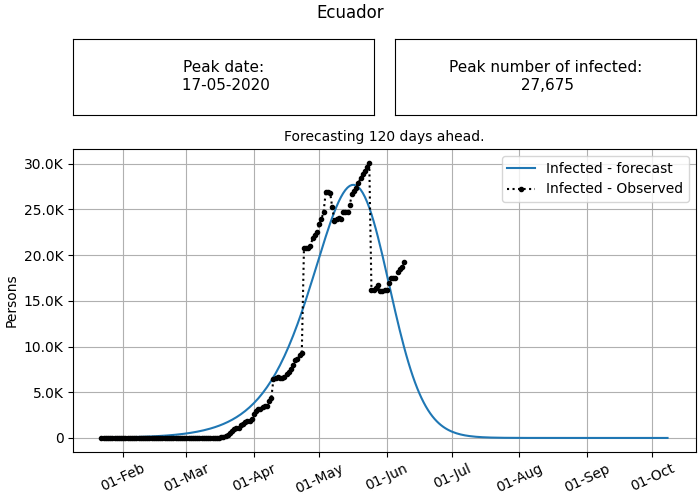 Ecuador
Peak date:
17-05-2020
Peak number of infected:
27,675
Forecasting 120 days ahead.
Infected - forecast
Infected - Observed
Persons
30.0K
25.0K
20.0K
15.0K
10.0K
5.0K
0
01-Feb
01-Mar
01-Apr
01-May
01-Jun
01-Jul
01-Aug
01-Sep
01-Oct